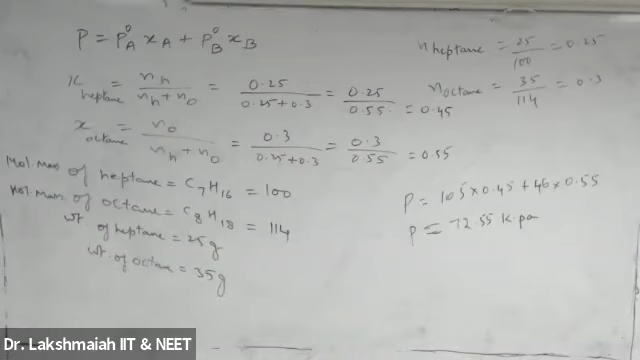 P = P°A xA + P°B xB
n heptane = 25/100 = 0.25
x heptane = nh/(nh+no) = 0.25/(0.25+0.3) = 0.25/0.55 = 0.45
n octane = 35/114 = 0.3
x octane = no/(nh+no) = 0.3/(0.25+0.3) = 0.3/0.55 = 0.55
Mol. Mass of heptane = C7H16 = 100
Mol. Mass of octane = C8H18 = 114
wt. of heptane = 25g
wt. of octane = 35g
P = 105×0.45 + 46×0.55
P = 72.55 K.pa
Dr. Lakshmaiah IIT & NEET